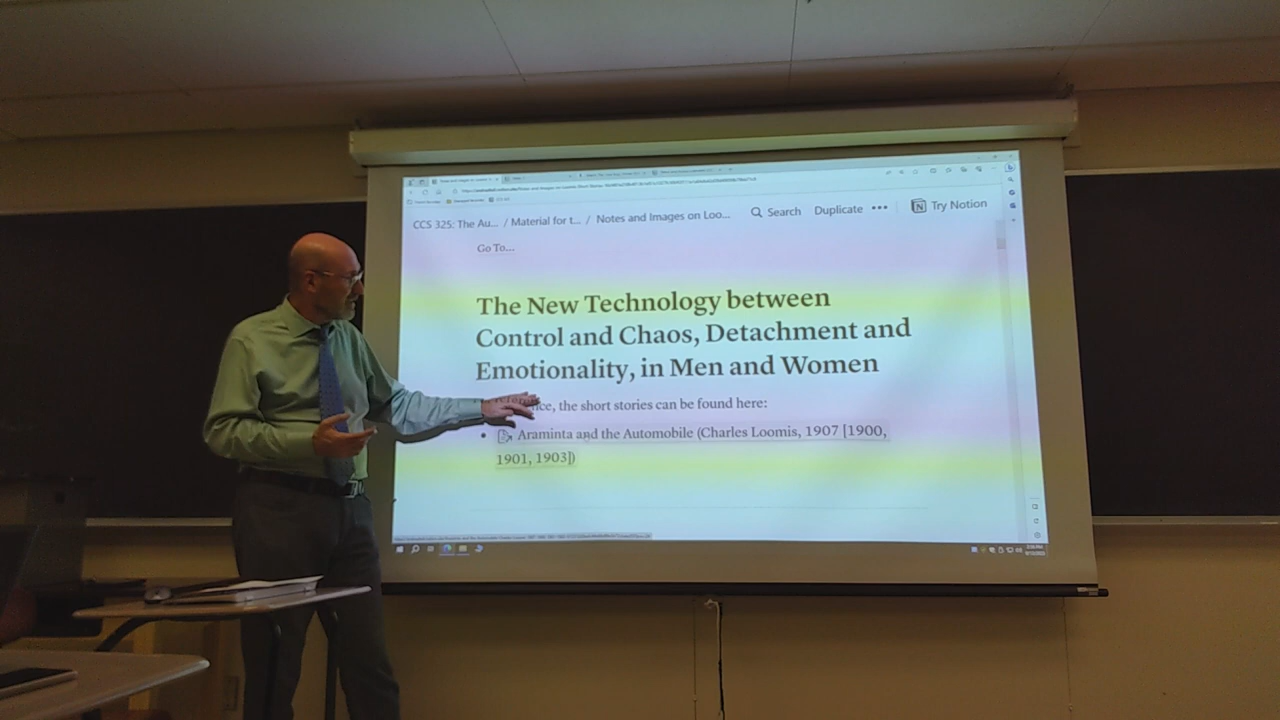 CCS 325: The Au... / Material for t... / Notes and Images on Loo... Search Duplicate ••• Try Notion
Go To...
The New Technology between
Control and Chaos, Detachment and
Emotionality, in Men and Women
the short stories can be found here:
• Araminta and the Automobile (Charles Loomis, 1907 [1900,
1901, 1903])